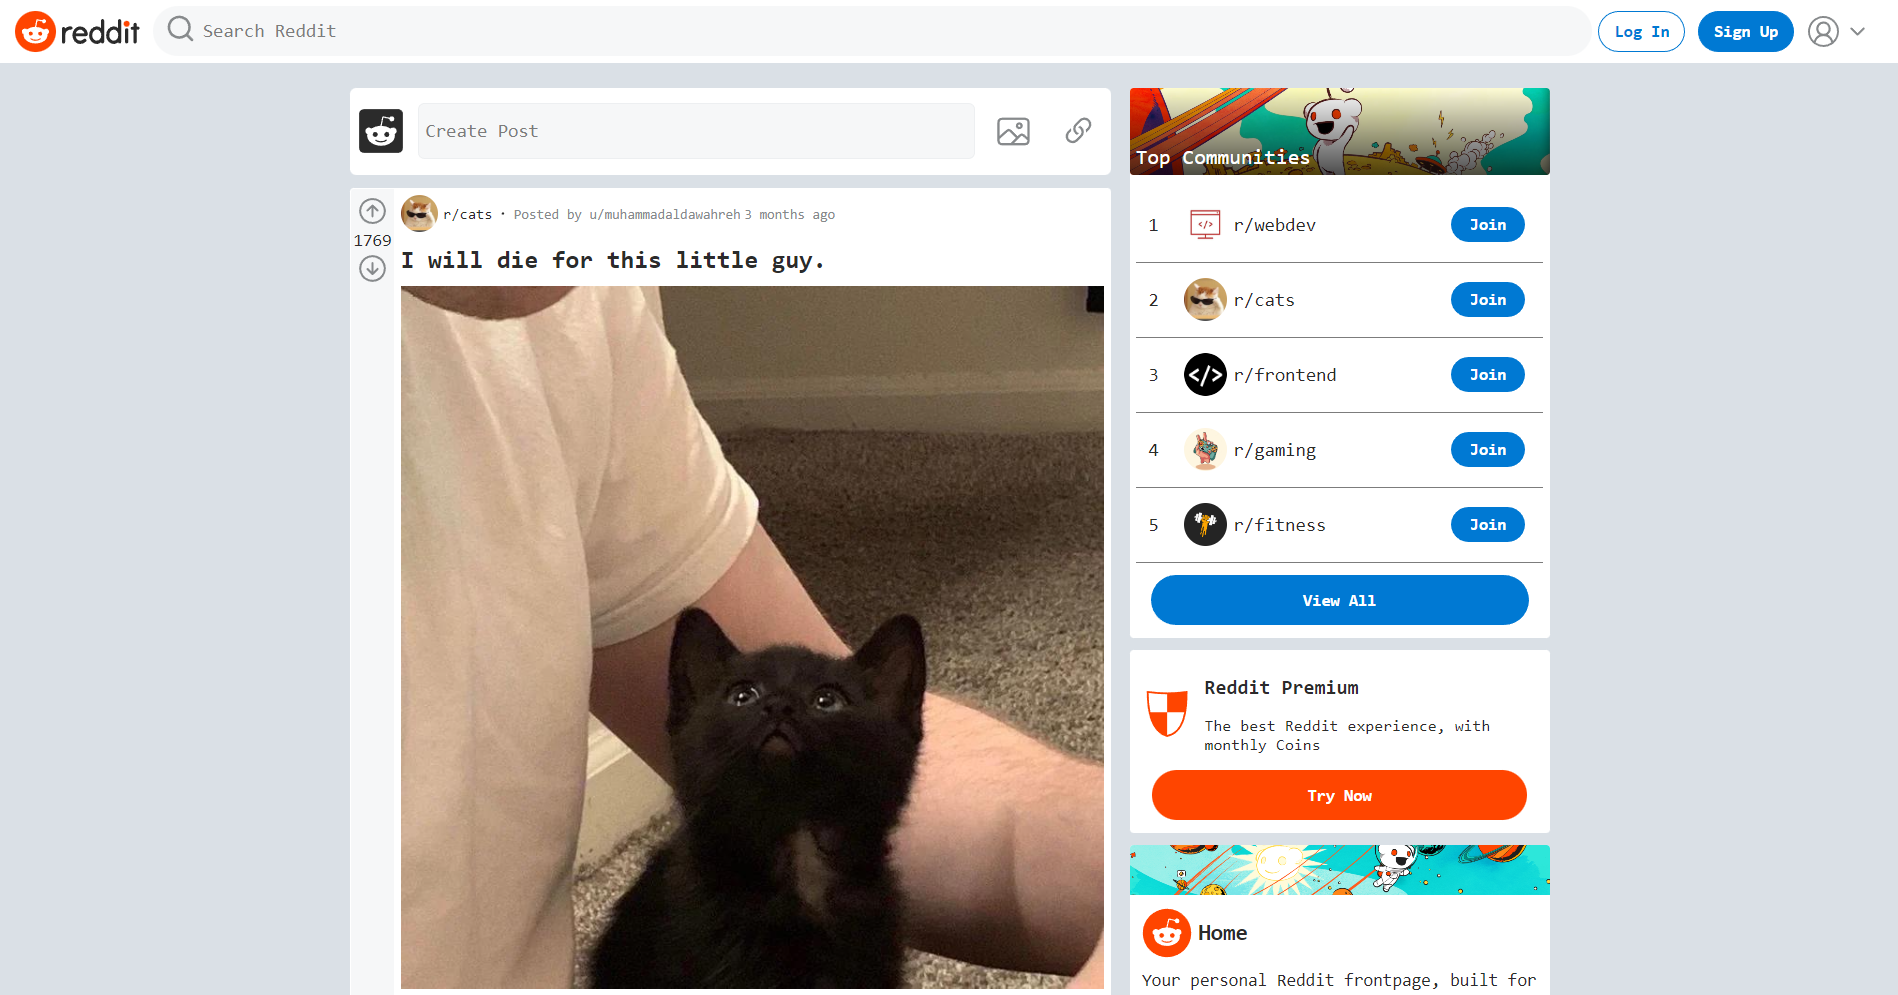 reddit
Search Reddit
Log In
Sign Up
Create Post
r/cats · Posted by u/muhammadaldawahreh 3 months ago
1769
I will die for this little guy.
Top Communities
1 r/webdev Join
2 r/cats Join
3 </> r/frontend Join
4 r/gaming Join
5 r/fitness Join
View All
Reddit Premium
The best Reddit experience, with
monthly Coins
Try Now
Home
Your personal Reddit frontpage, built for